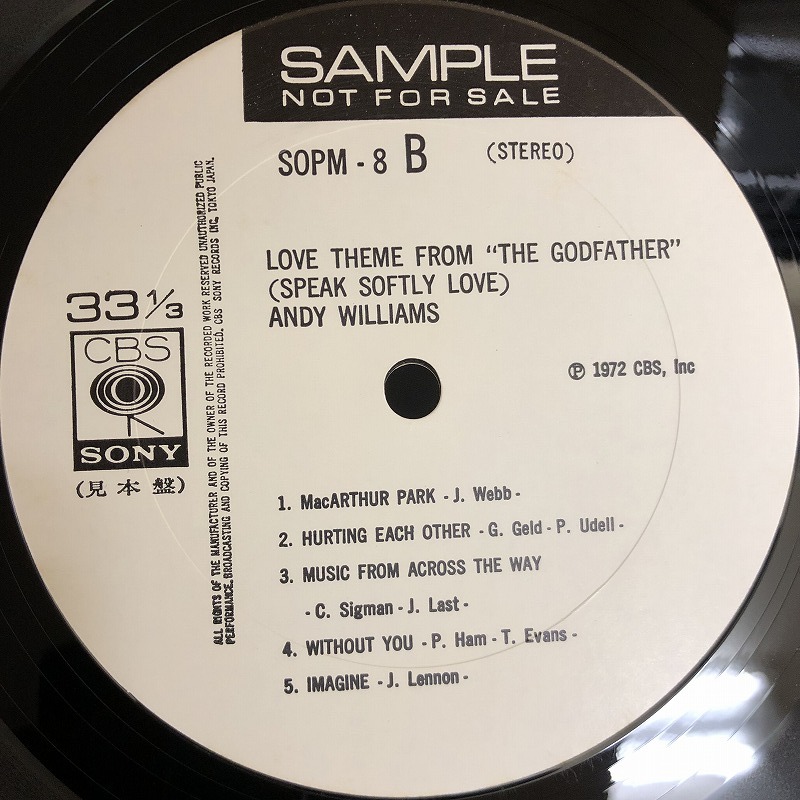 SAMPLE
NOT FOR SALE
SOPM - 8 B (STEREO)
LOVE THEME FROM “THE GODFATHER”
(SPEAK SOFTLY LOVE)
ANDY WILLIAMS
33 1/3
CBS
SONY
(見本盤)
Ⓟ 1972 CBS, Inc
1. MacARTHUR PARK - J. Webb -
2. HURTING EACH OTHER - G. Geld - P. Udell -
3. MUSIC FROM ACROSS THE WAY
- C. Sigman - J. Last -
4. WITHOUT YOU - P. Ham - T. Evans -
5. IMAGINE - J. Lennon -
ALL RIGHTS OF THE MANUFACTURER AND OF THE OWNER OF THE RECORDED WORK RESERVED UNAUTHORIZED PUBLIC
PERFORMANCE, BROADCASTING AND COPYING OF THIS RECORD PROHIBITED. CBS SONY RECORDS INC, TOKYO JAPAN.